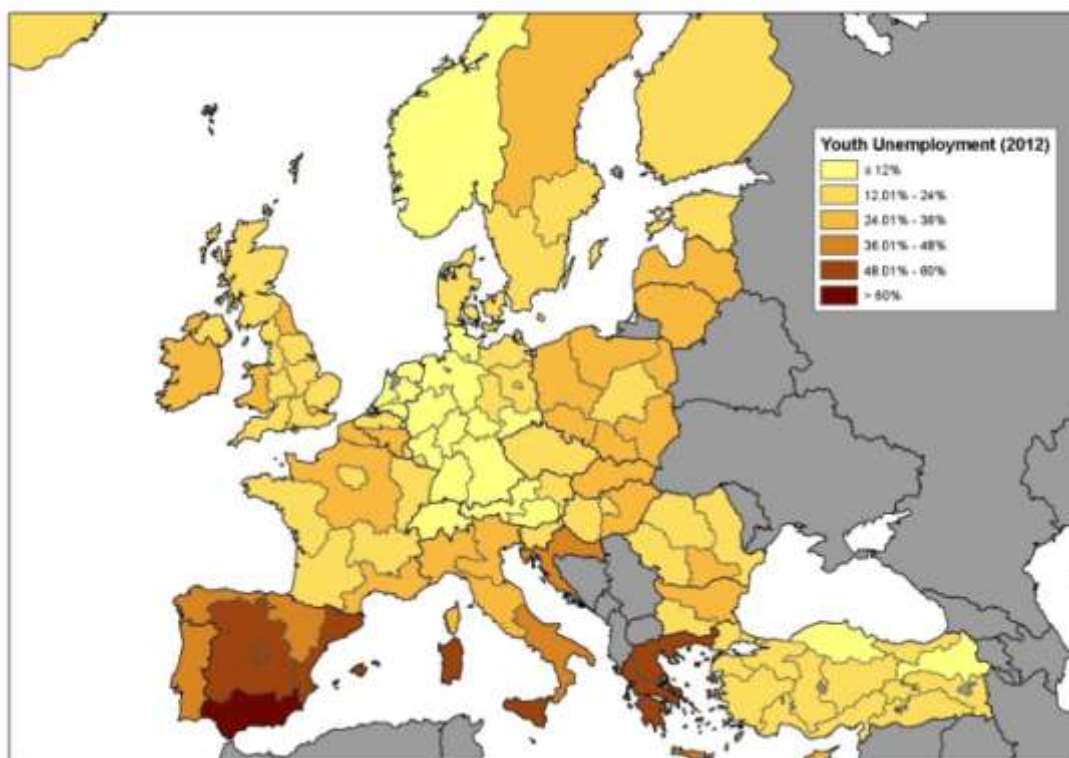 Youth Unemployment (2012)
≤ 12%
12.01% - 24%
24.01% - 36%
36.01% - 48%
48.01% - 60%
> 60%